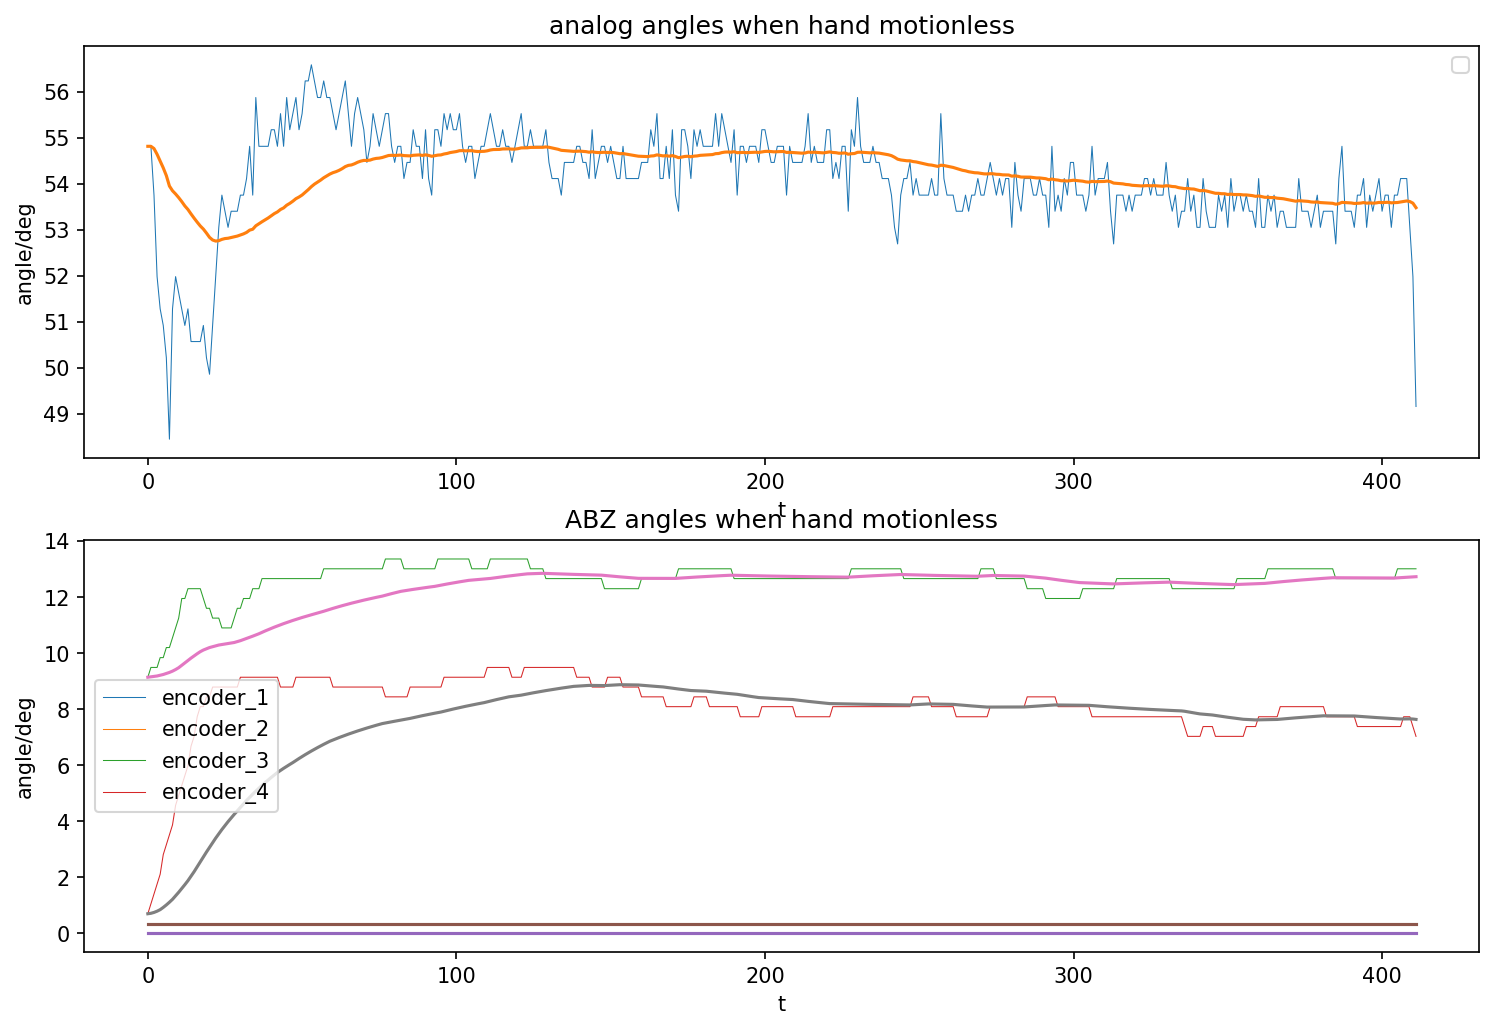 analog angles when hand motionless
56
55
54
53
52
51
50
49
angle/deg
0 100 200 300 400
t
ABZ angles when hand motionless
14
12
10
8
6
4
2
0
angle/deg
encoder_1
encoder_2
encoder_3
encoder_4
0 100 200 300 400
t